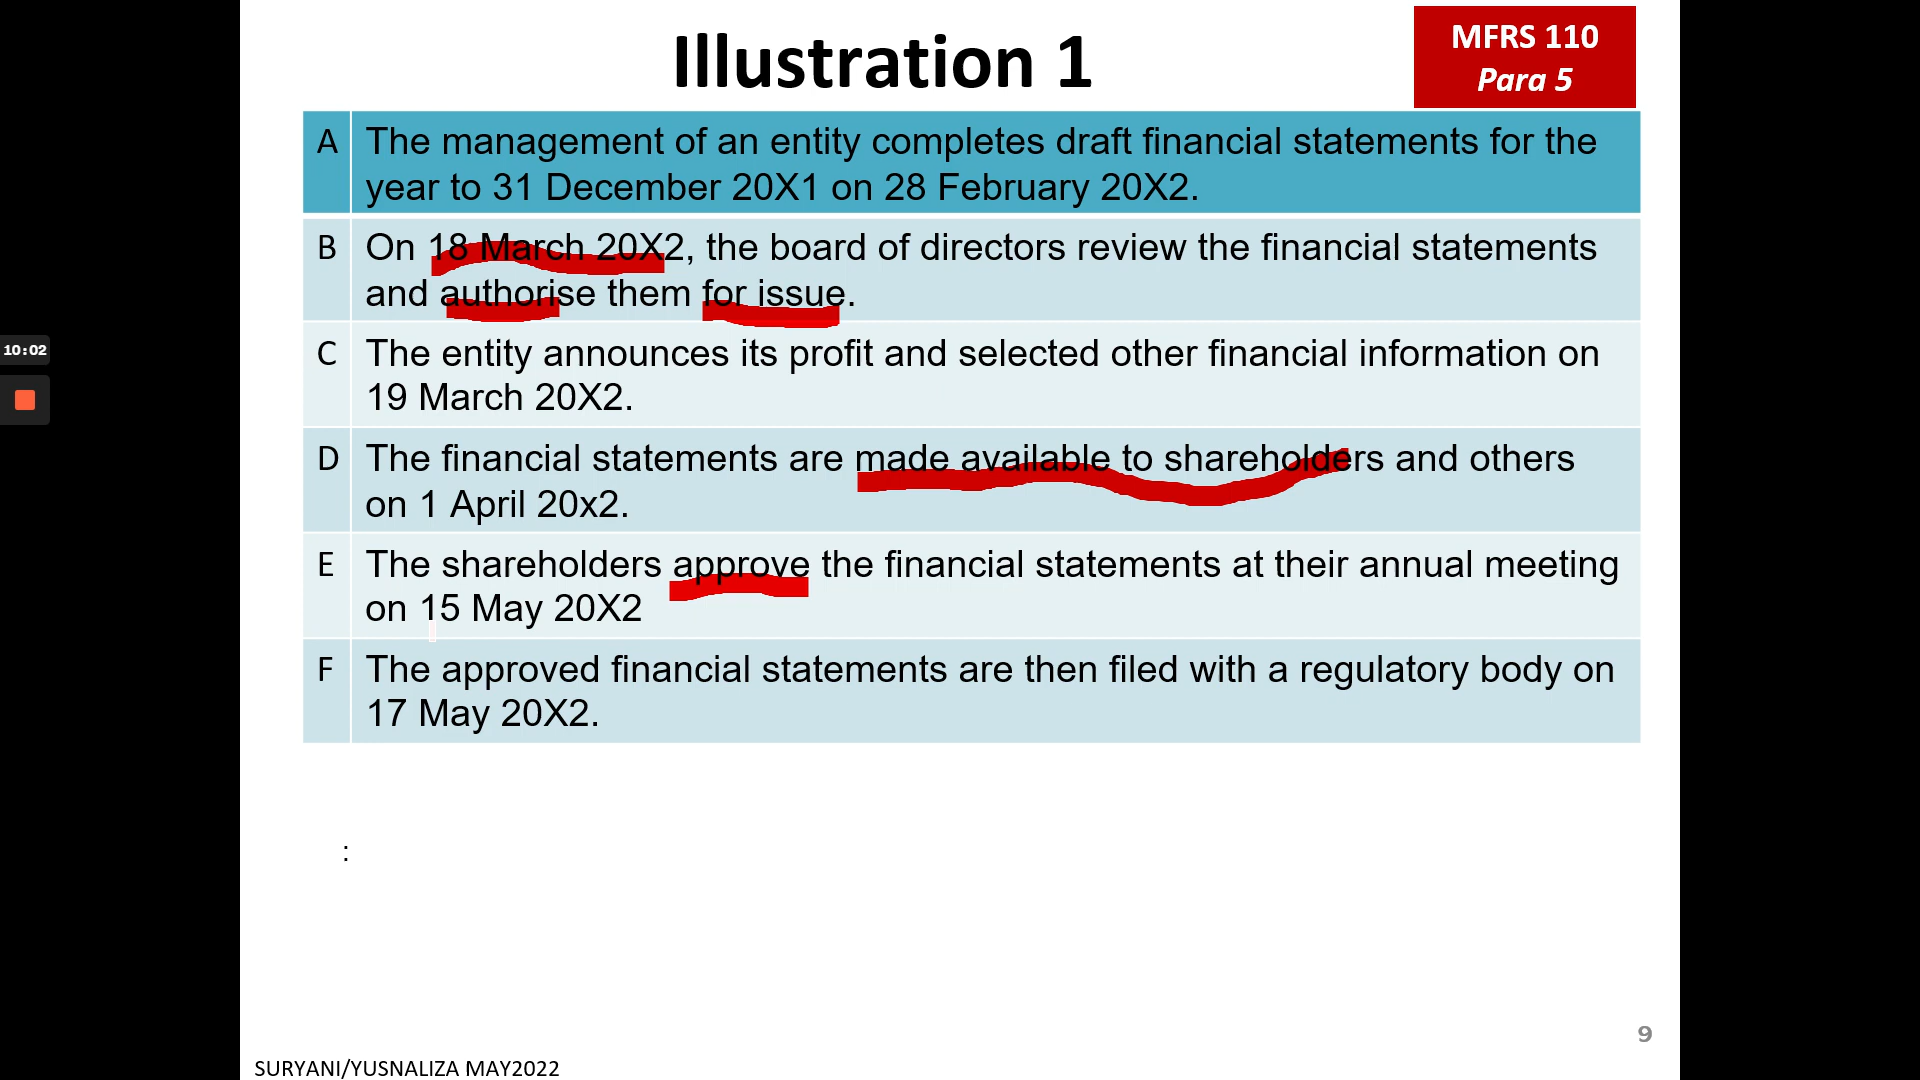 Illustration 1
MFRS 110
Para 5
A The management of an entity completes draft financial statements for the
year to 31 December 20X1 on 28 February 20X2.
B On 18 March 20X2, the board of directors review the financial statements
and authorise them for issue.
C The entity announces its profit and selected other financial information on
19 March 20X2.
D The financial statements are made available to shareholders and others
on 1 April 20x2.
E The shareholders approve the financial statements at their annual meeting
on 15 May 20X2
F The approved financial statements are then filed with a regulatory body on
17 May 20X2.
10:02
:
9
SURYANI/YUSNALIZA MAY2022